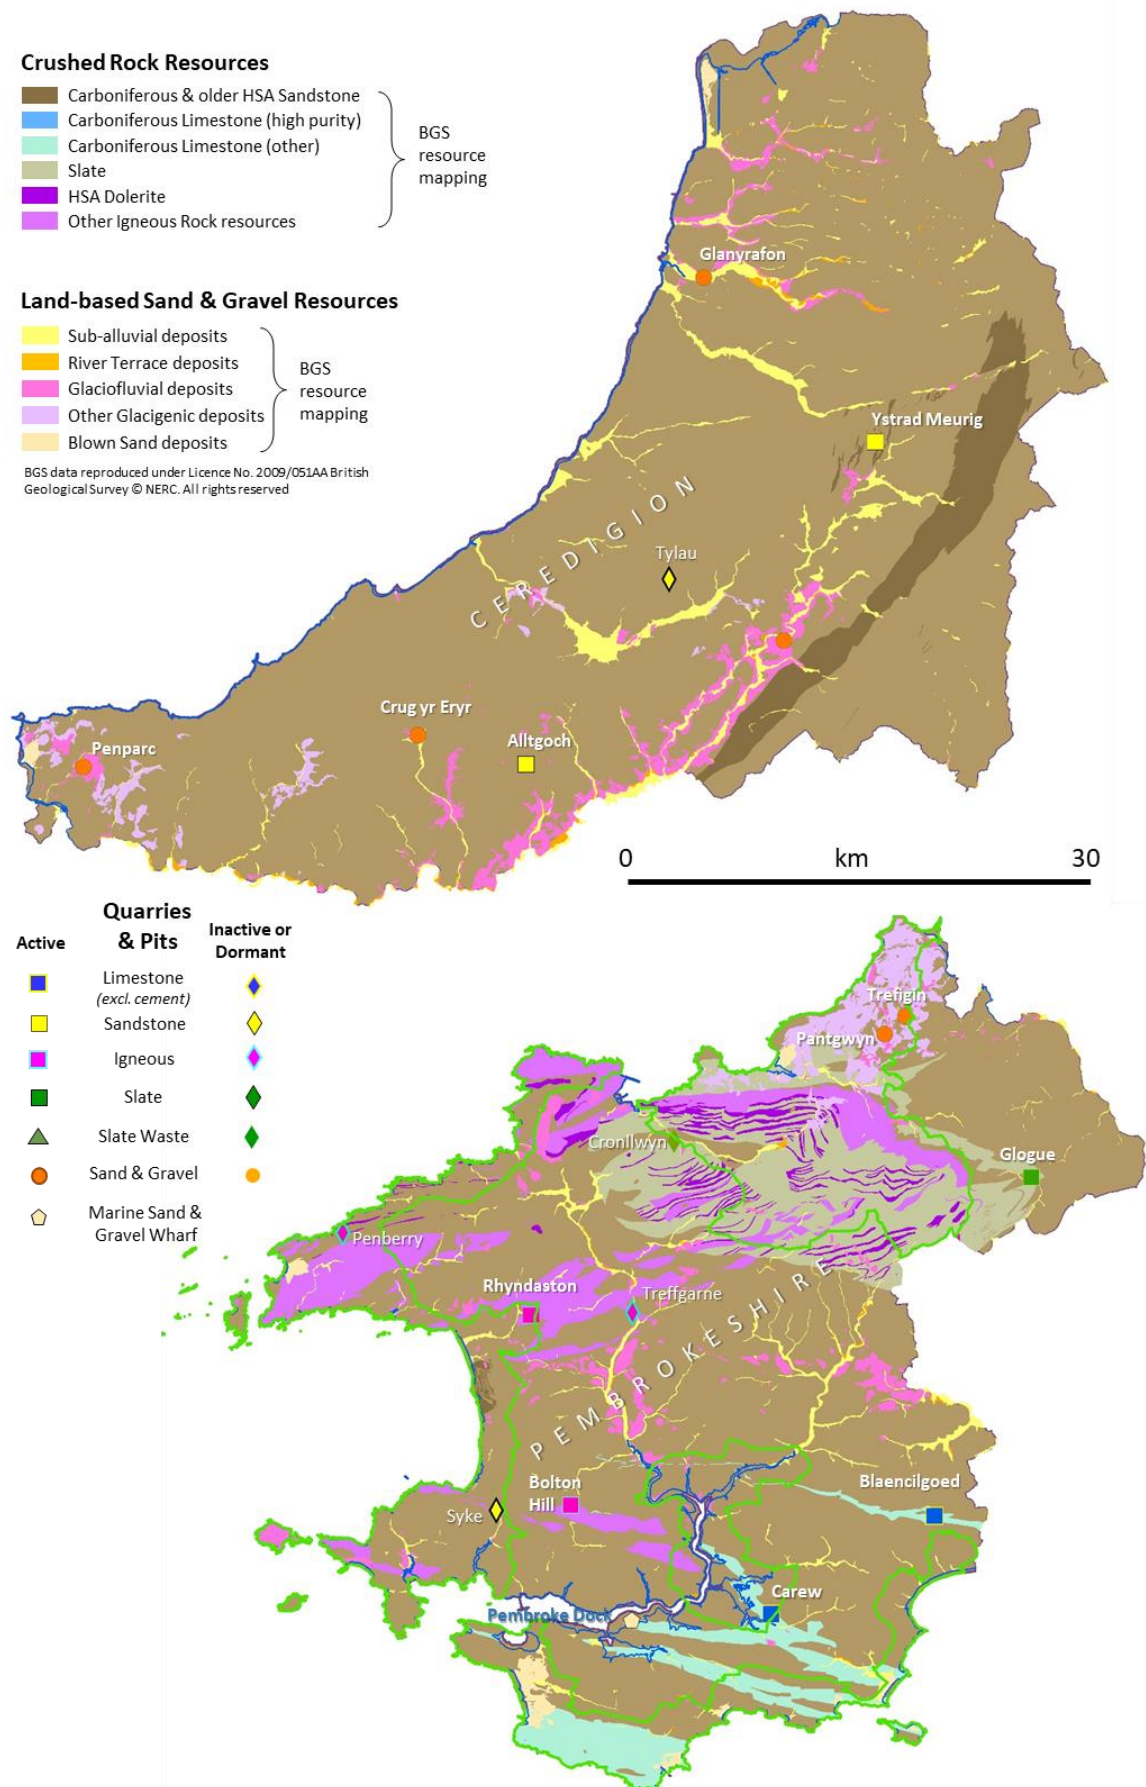 Crushed Rock Resources
Carboniferous & older HSA Sandstone
Carboniferous Limestone (high purity)
Carboniferous Limestone (other)
Slate
HSA Dolerite
Other Igneous Rock resources
BGS
resource
mapping
Land-based Sand & Gravel Resources
Sub-alluvial deposits
River Terrace deposits
Glaciofluvial deposits
Other Glacigenic deposits
Blown Sand deposits
BGS
resource
mapping
BGS data reproduced under Licence No. 2009/051AA British
Geological Survey © NERC. All rights reserved
Glanyrafon
Ystrad Meurig
CEREDIGION
Tylau
Crug yr Eryr
Alltgoch
Penparc
0 km 30
Quarries
& Pits
Active
Inactive or
Dormant
Limestone
(excl. cement)
Sandstone
Igneous
Slate
Slate Waste
Sand & Gravel
Marine Sand &
Gravel Wharf
Trefigin
Pantgwyn
Cronllwyn
Glogue
Penberry
Rhyndaston
Treffgarne
PEMBROKESHIRE
Bolton
Hill
Blaencilgoed
Syke
Carew
Pembroke Dock